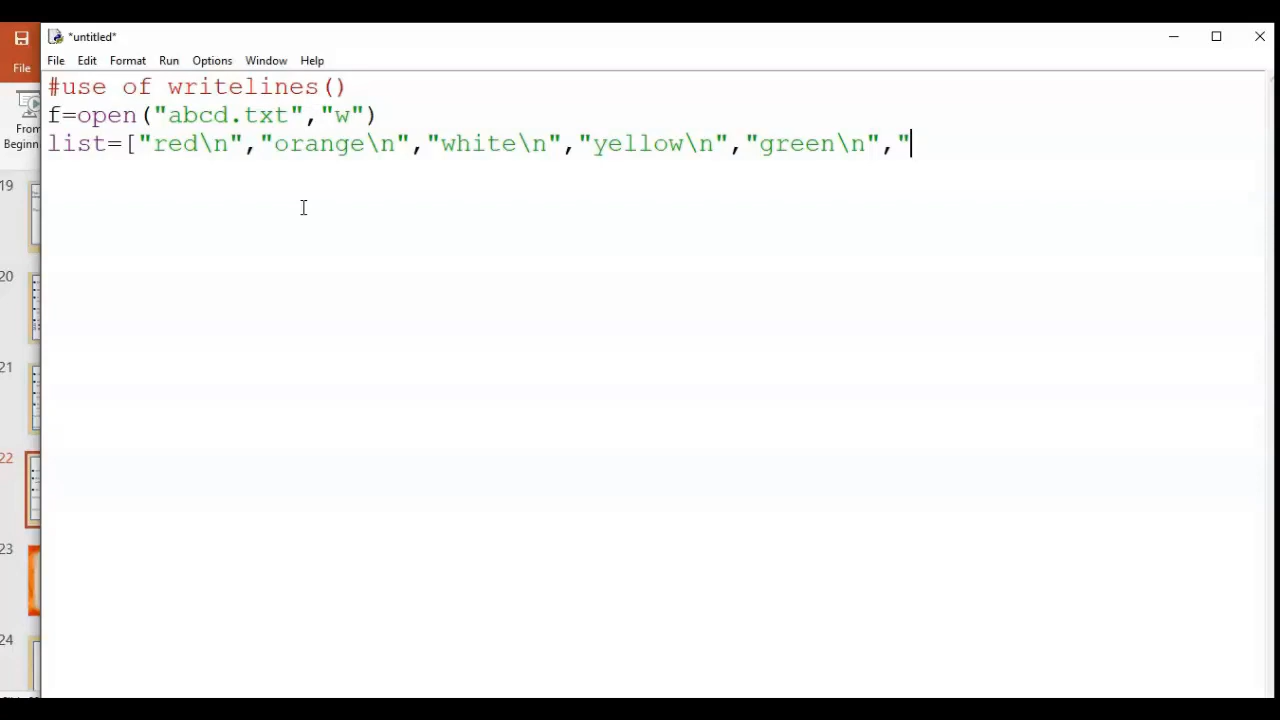 *untitled*
File Edit Format Run Options Window Help
File
#use of writelines()
f=open("abcd.txt","w")
list=["red\n","orange\n","white\n","yellow\n","green\n","
From
Beginn
19
20
21
22
23
24